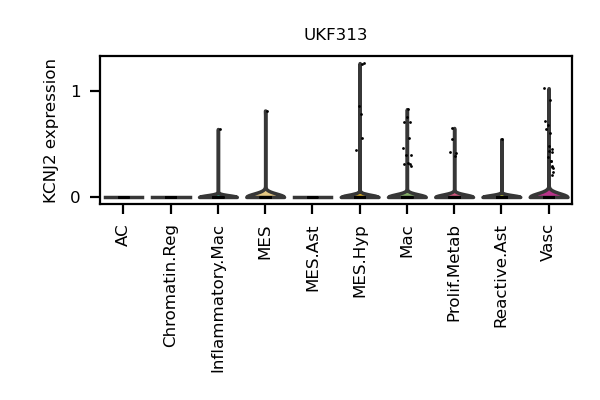 UKF313
KCNJ2 expression
1
0
AC
Chromatin.Reg
Inflammatory.Mac
MES
MES.Ast
MES.Hyp
Mac
Prolif.Metab
Reactive.Ast
Vasc